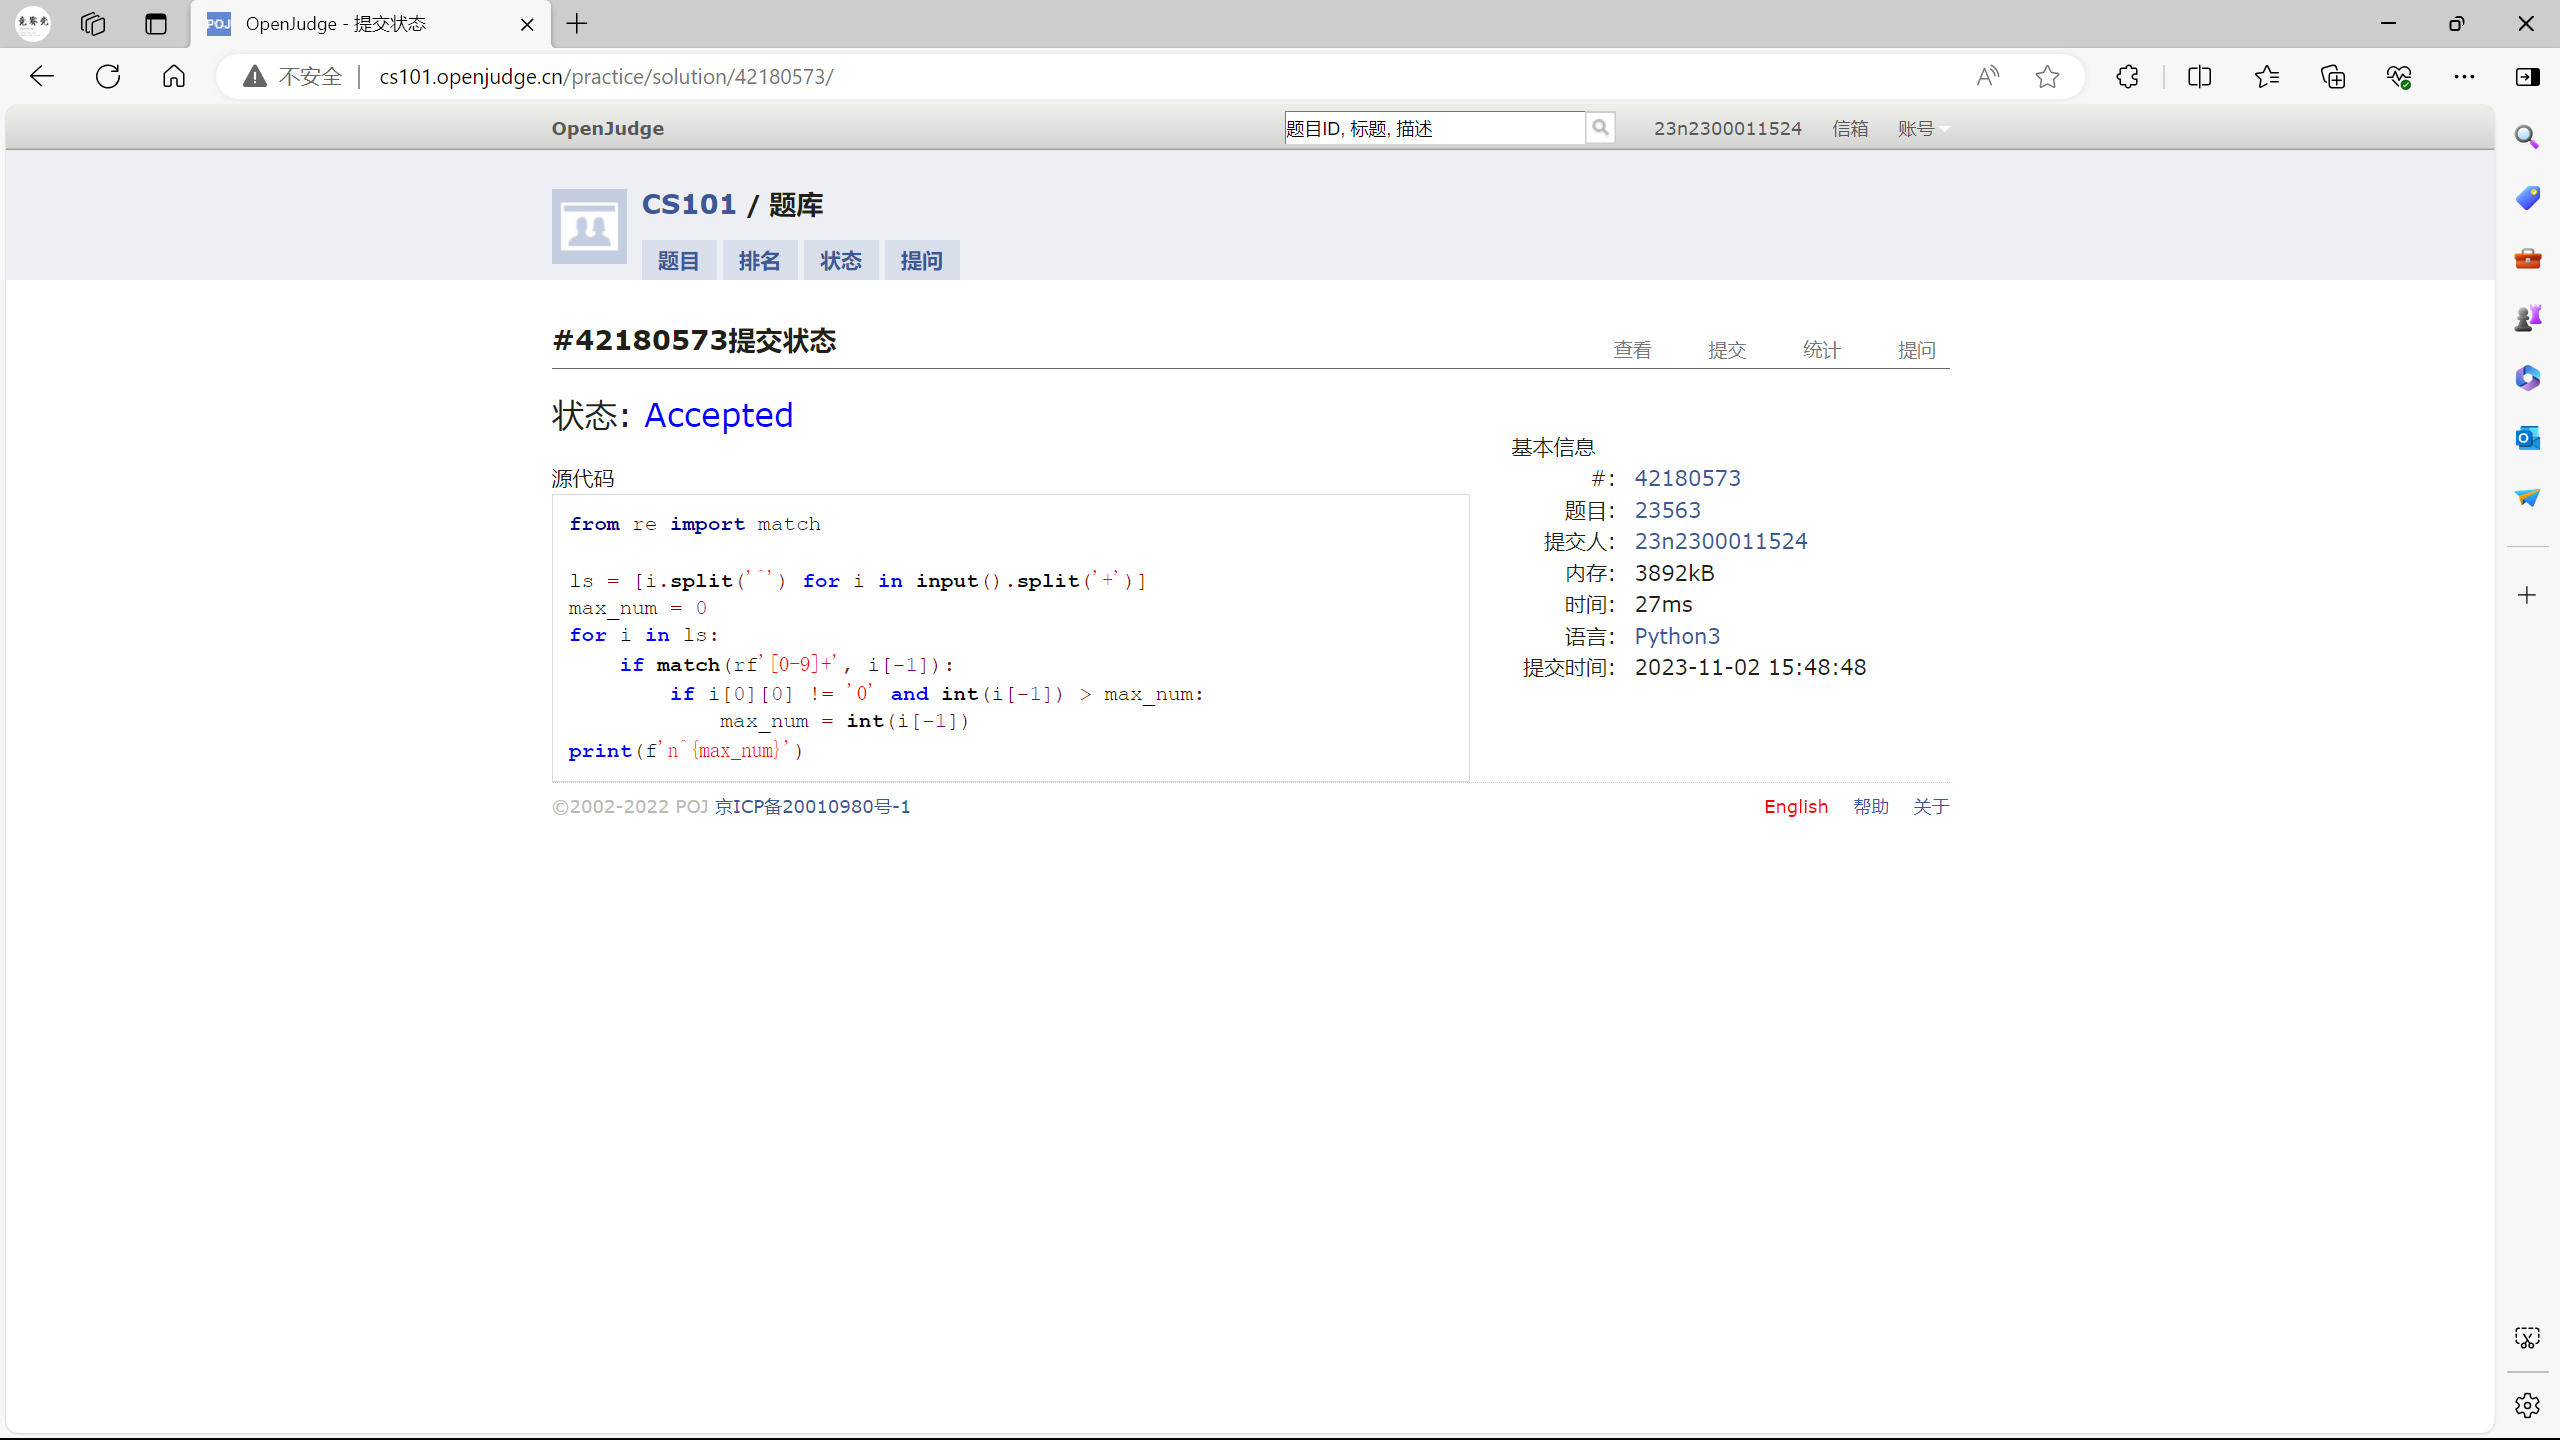 OpenJudge - 提交状态
不安全 | cs101.openjudge.cn/practice/solution/42180573/
OpenJudge
题目ID, 标题, 描述
23n2300011524 信箱 账号
CS101 / 题库
题目 排名 状态 提问
#42180573提交状态
查看 提交 统计 提问
状态: Accepted
源代码
from re import match

ls = [i.split('^') for i in input().split('+')]
max_num = 0
for i in ls:
    if match(rf'[0-9]+', i[-1]):
        if i[0][0] != '0' and int(i[-1]) > max_num:
            max_num = int(i[-1])
print(f'n^{max_num}')
基本信息
#: 42180573
题目: 23563
提交人: 23n2300011524
内存: 3892kB
时间: 27ms
语言: Python3
提交时间: 2023-11-02 15:48:48
©2002-2022 POJ 京ICP备20010980号-1
English 帮助 关于